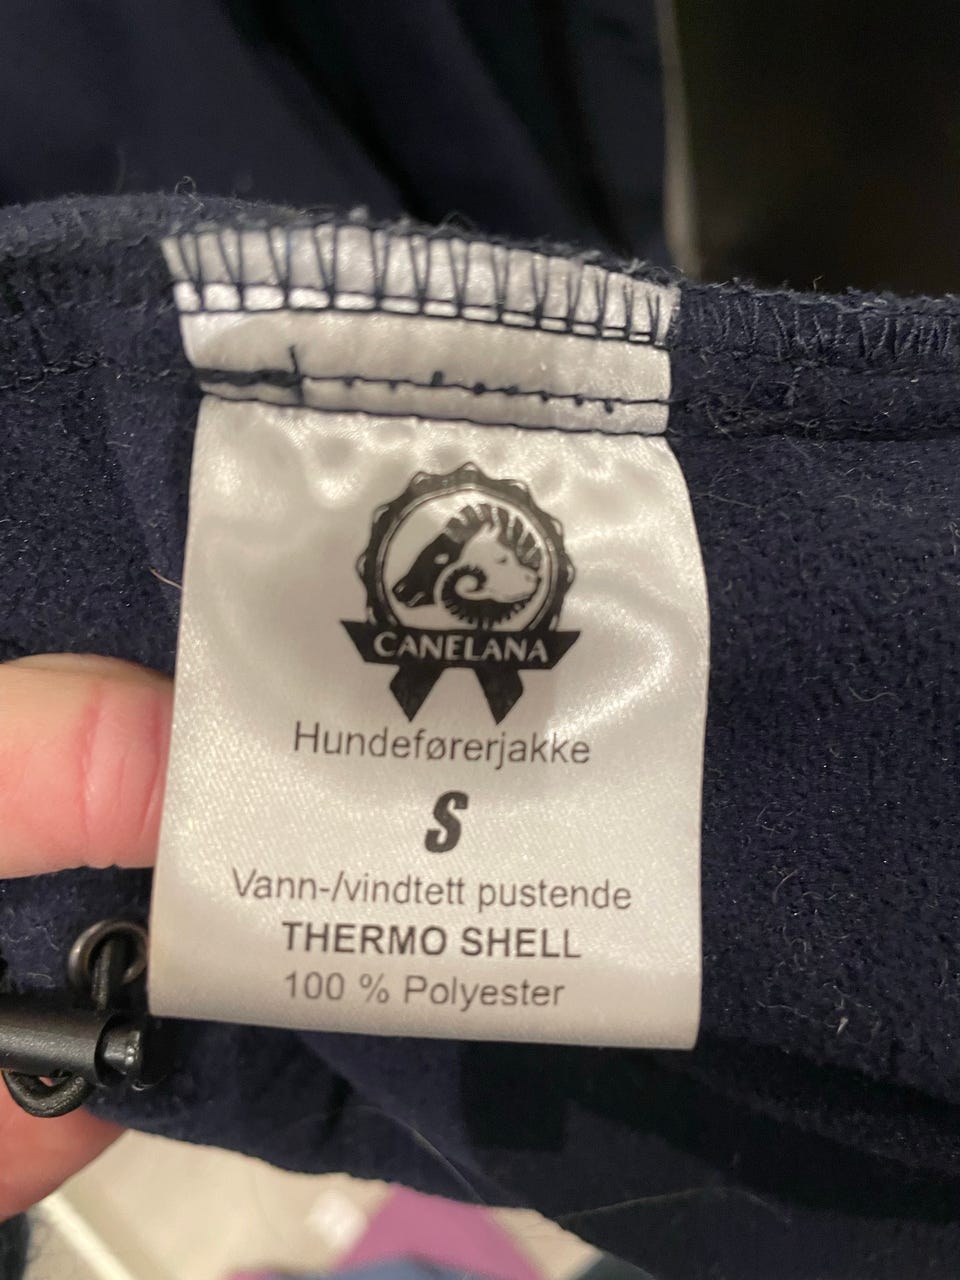 CANELANA
Hundeførerjakke
S
Vann-/vindtett pustende
THERMO SHELL
100 % Polyester